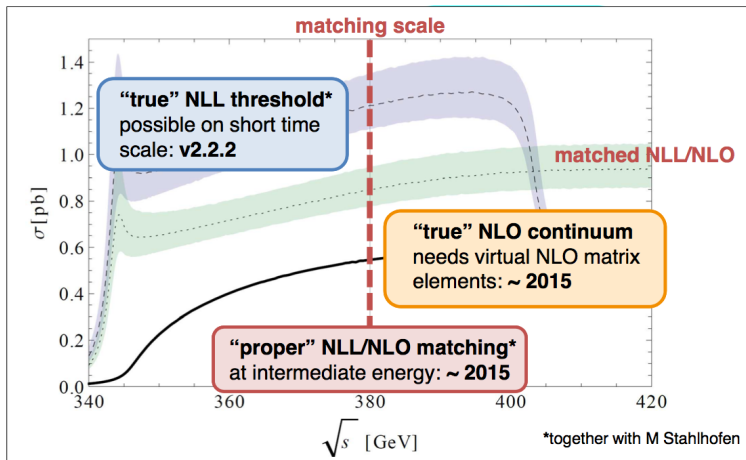 matching scale
1.4
1.2
1.0
0.8
0.6
0.4
0.2
0.0
σ [pb]
“true” NLL threshold*
possible on short time
scale: v2.2.2
matched NLL/NLO
“true” NLO continuum
needs virtual NLO matrix
elements: ~ 2015
“proper” NLL/NLO matching*
at intermediate energy: ~ 2015
340
360
380
400
420
√s [GeV]
*together with M Stahlhofen